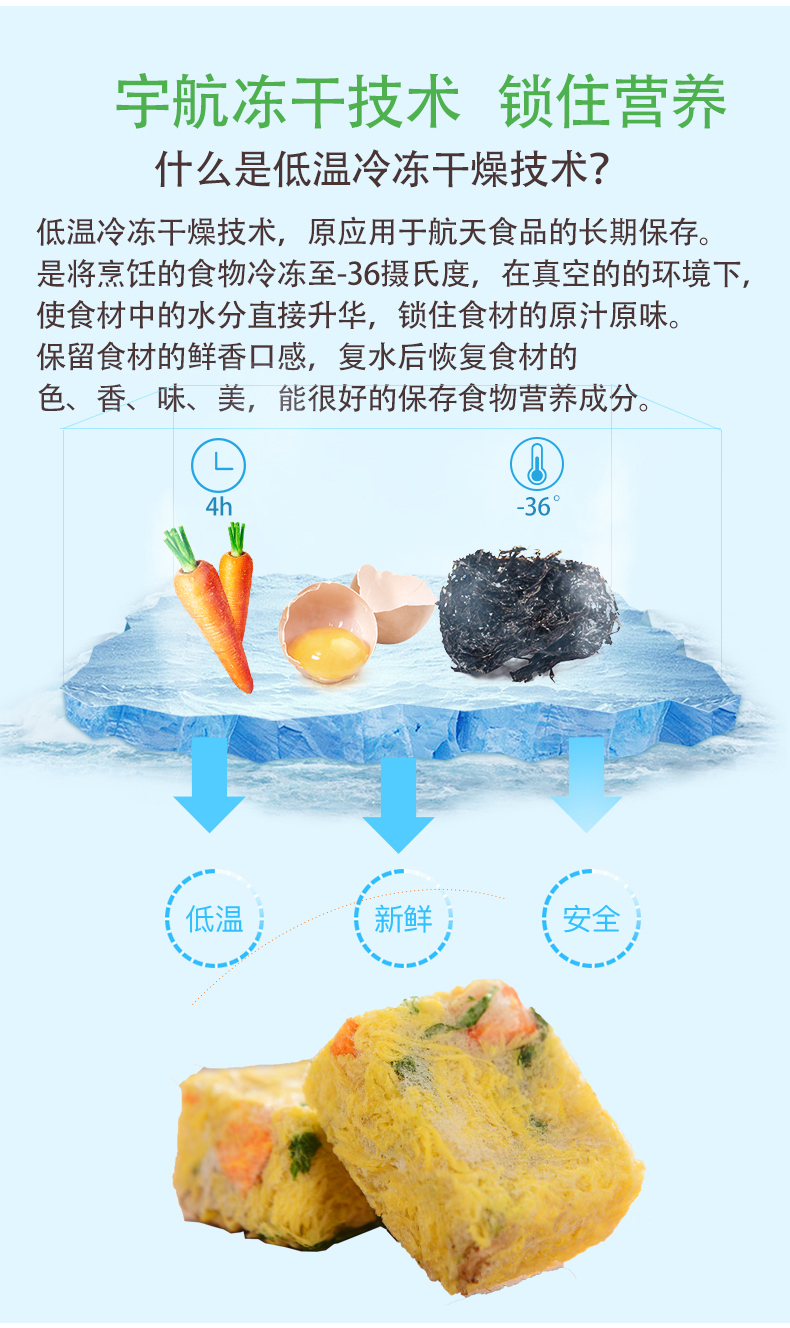 宇航冻干技术 锁住营养
什么是低温冷冻干燥技术？
低温冷冻干燥技术，原应用于航天食品的长期保存。
是将烹饪的食物冷冻至-36摄氏度，在真空的的环境下，
使食材中的水分直接升华，锁住食材的原汁原味。
保留食材的鲜香口感，复水后恢复食材的
色、香、味、美，能很好的保存食物营养成分。
4h -36°
低温 新鲜 安全